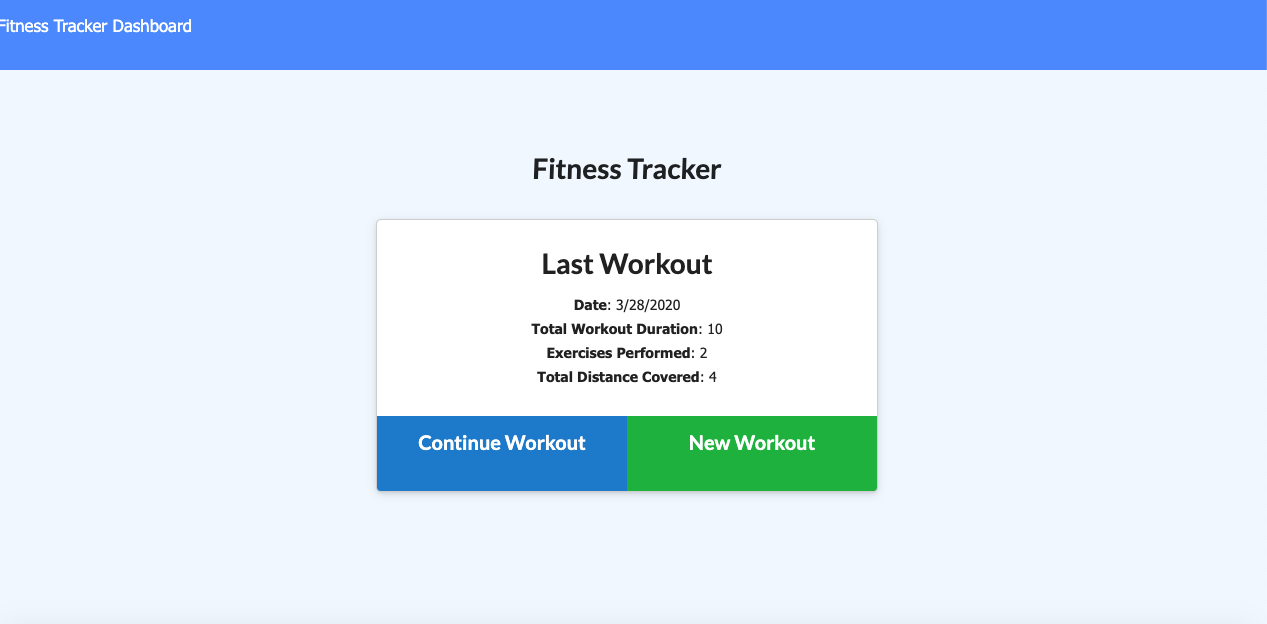 Fitness Tracker Dashboard
Fitness Tracker
Last Workout
Date: 3/28/2020
Total Workout Duration: 10
Exercises Performed: 2
Total Distance Covered: 4
Continue Workout
New Workout